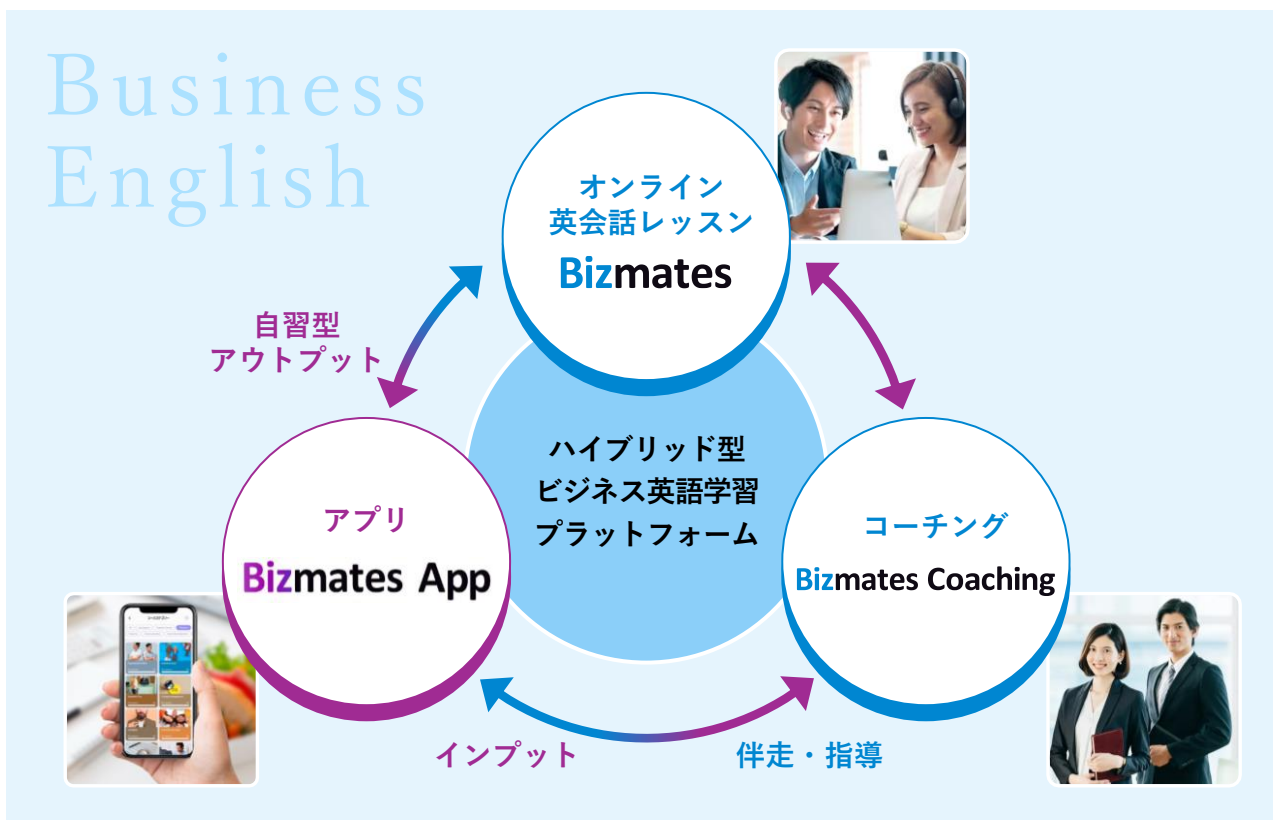 Business
English
オンライン
英会話レッスン
Bizmates
自習型
アウトプット
ハイブリッド型
ビジネス英語学習
プラットフォーム
アプリ
Bizmates App
コーチング
Bizmates Coaching
インプット
伴走・指導